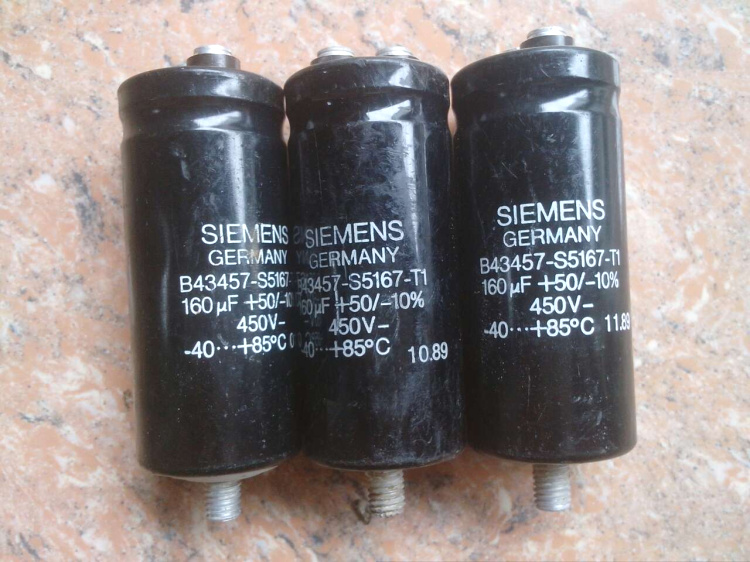 SIEMENS
GERMANY
B43457-S5167-
160 µF +50/-10
450V-
-40···+85°C
SIEMENS
GERMANY
B43457-S5167-T1
160 µF +50/-10%
450V-
-40···+85°C 10.89
SIEMENS
GERMANY
B43457-S5167-T1
160 µF +50/-10%
450V-
-40···+85°C 11.89